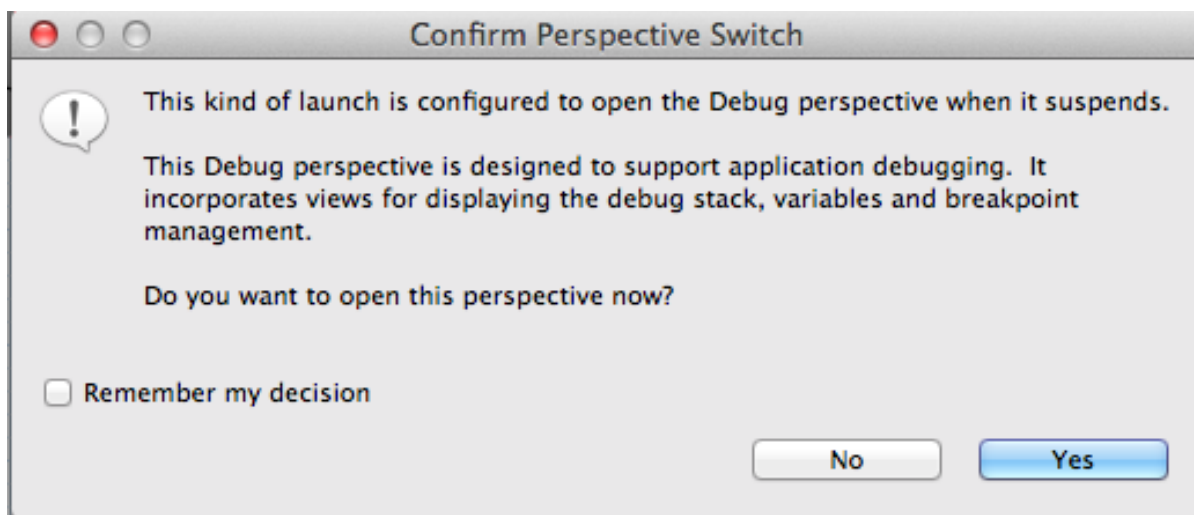 Confirm Perspective Switch
This kind of launch is configured to open the Debug perspective when it suspends.
This Debug perspective is designed to support application debugging.  It
incorporates views for displaying the debug stack, variables and breakpoint
management.
Do you want to open this perspective now?
Remember my decision
No
Yes